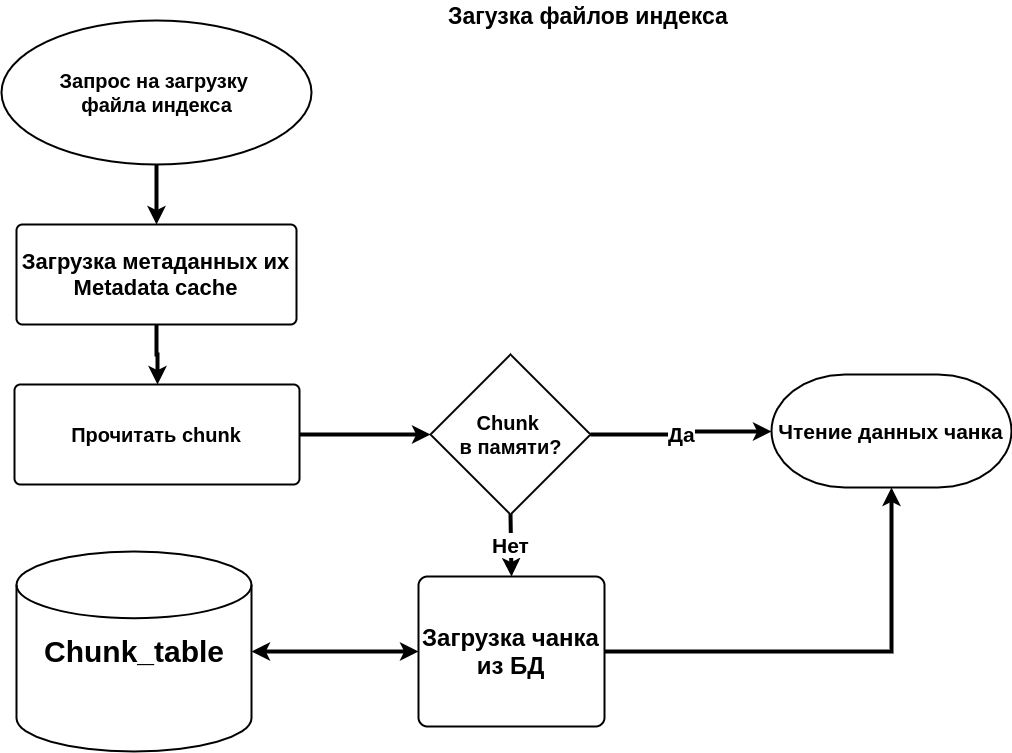 Загузка файлов индекса
Запрос на загрузку
файла индекса
Загрузка метаданных их
Metadata cache
Прочитать chunk
Chunk
в памяти?
Да
Чтение данных чанка
Нет
Chunk_table
Загрузка чанка
из БД